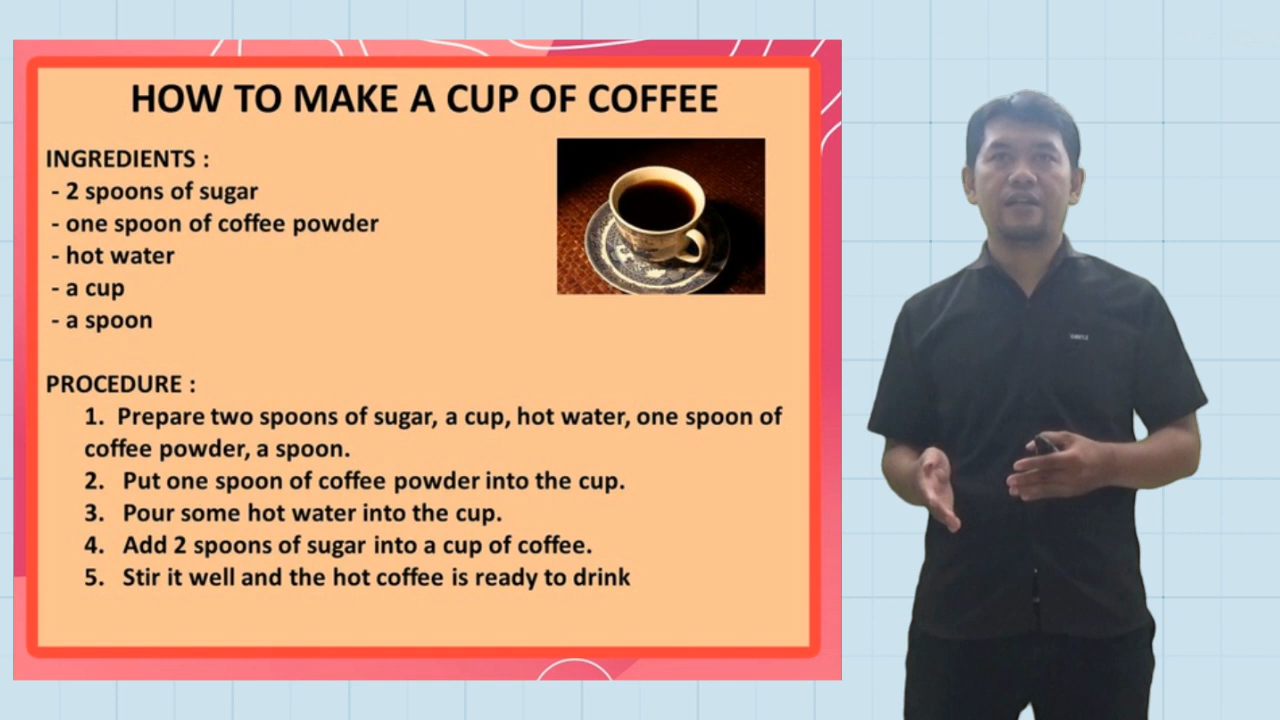 HOW TO MAKE A CUP OF COFFEE
INGREDIENTS :
- 2 spoons of sugar
- one spoon of coffee powder
- hot water
- a cup
- a spoon
PROCEDURE :
1. Prepare two spoons of sugar, a cup, hot water, one spoon of
coffee powder, a spoon.
2. Put one spoon of coffee powder into the cup.
3. Pour some hot water into the cup.
4. Add 2 spoons of sugar into a cup of coffee.
5. Stir it well and the hot coffee is ready to drink